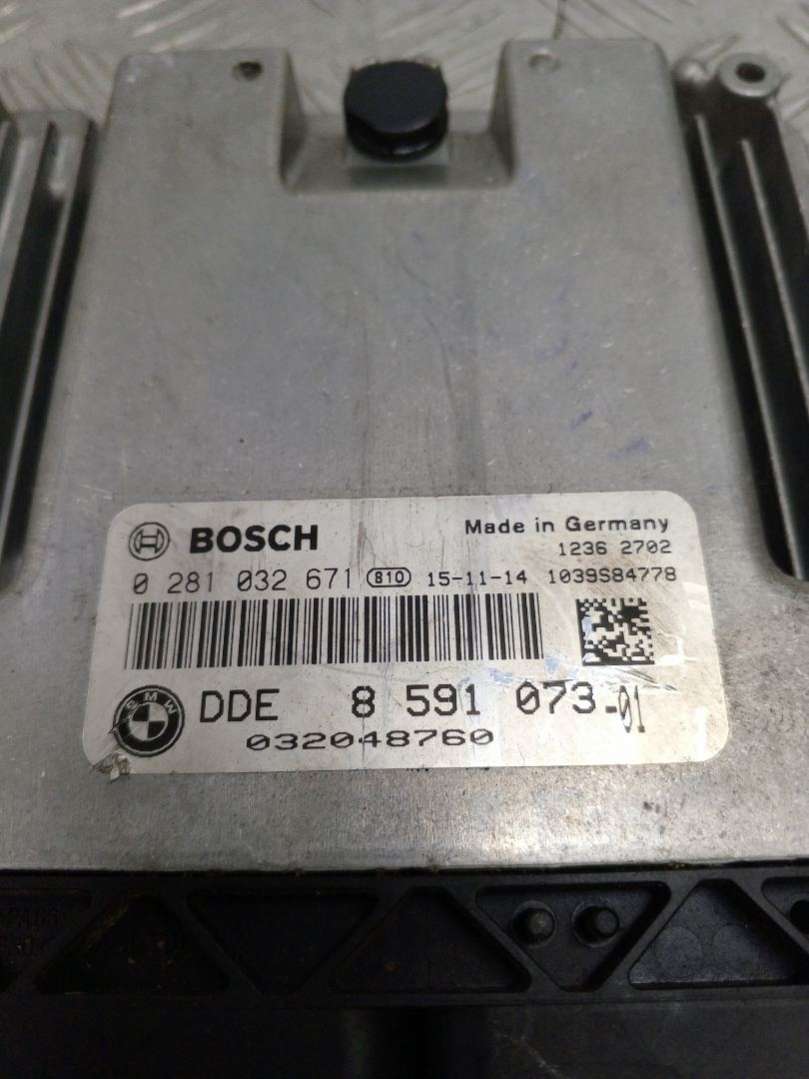 BOSCH
Made in Germany
1236 2702
0 281 032 671 810 15-11-14 1039S84778
BMW
DDE 8 591 073-01
032048760